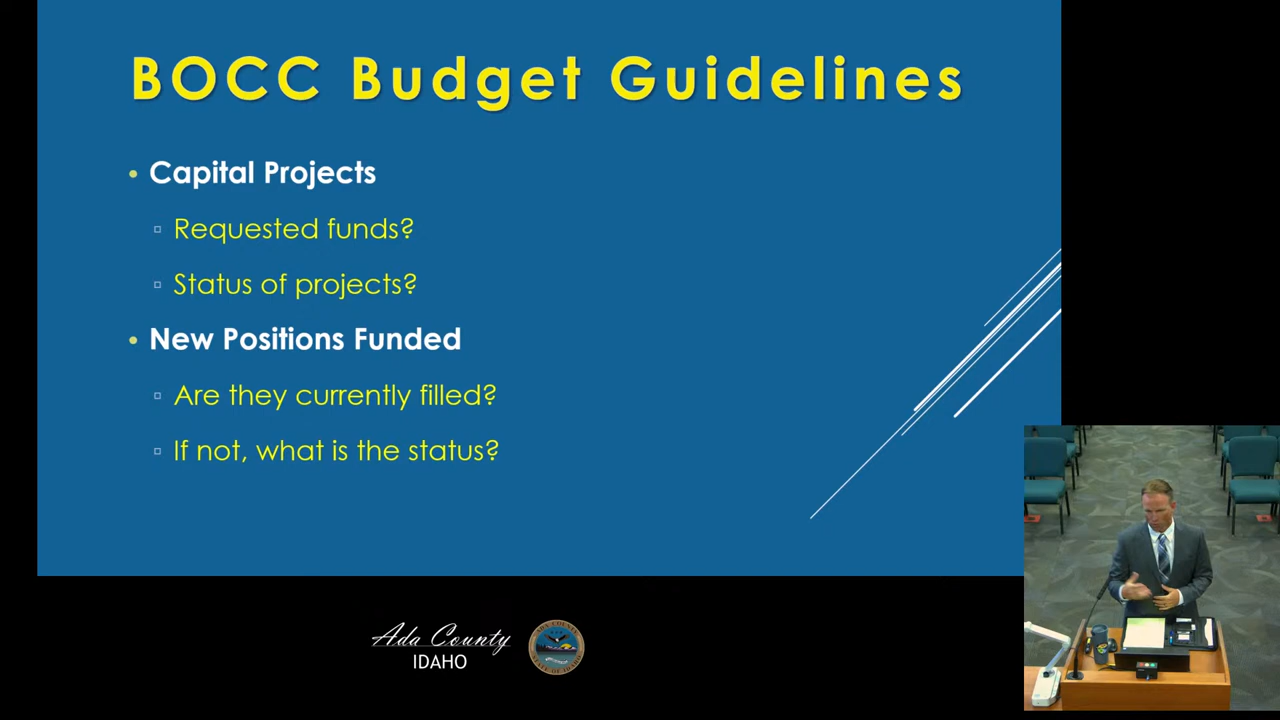 BOCC Budget Guidelines
• Capital Projects
▫ Requested funds?
▫ Status of projects?
• New Positions Funded
▫ Are they currently filled?
▫ If not, what is the status?
Ada County
IDAHO